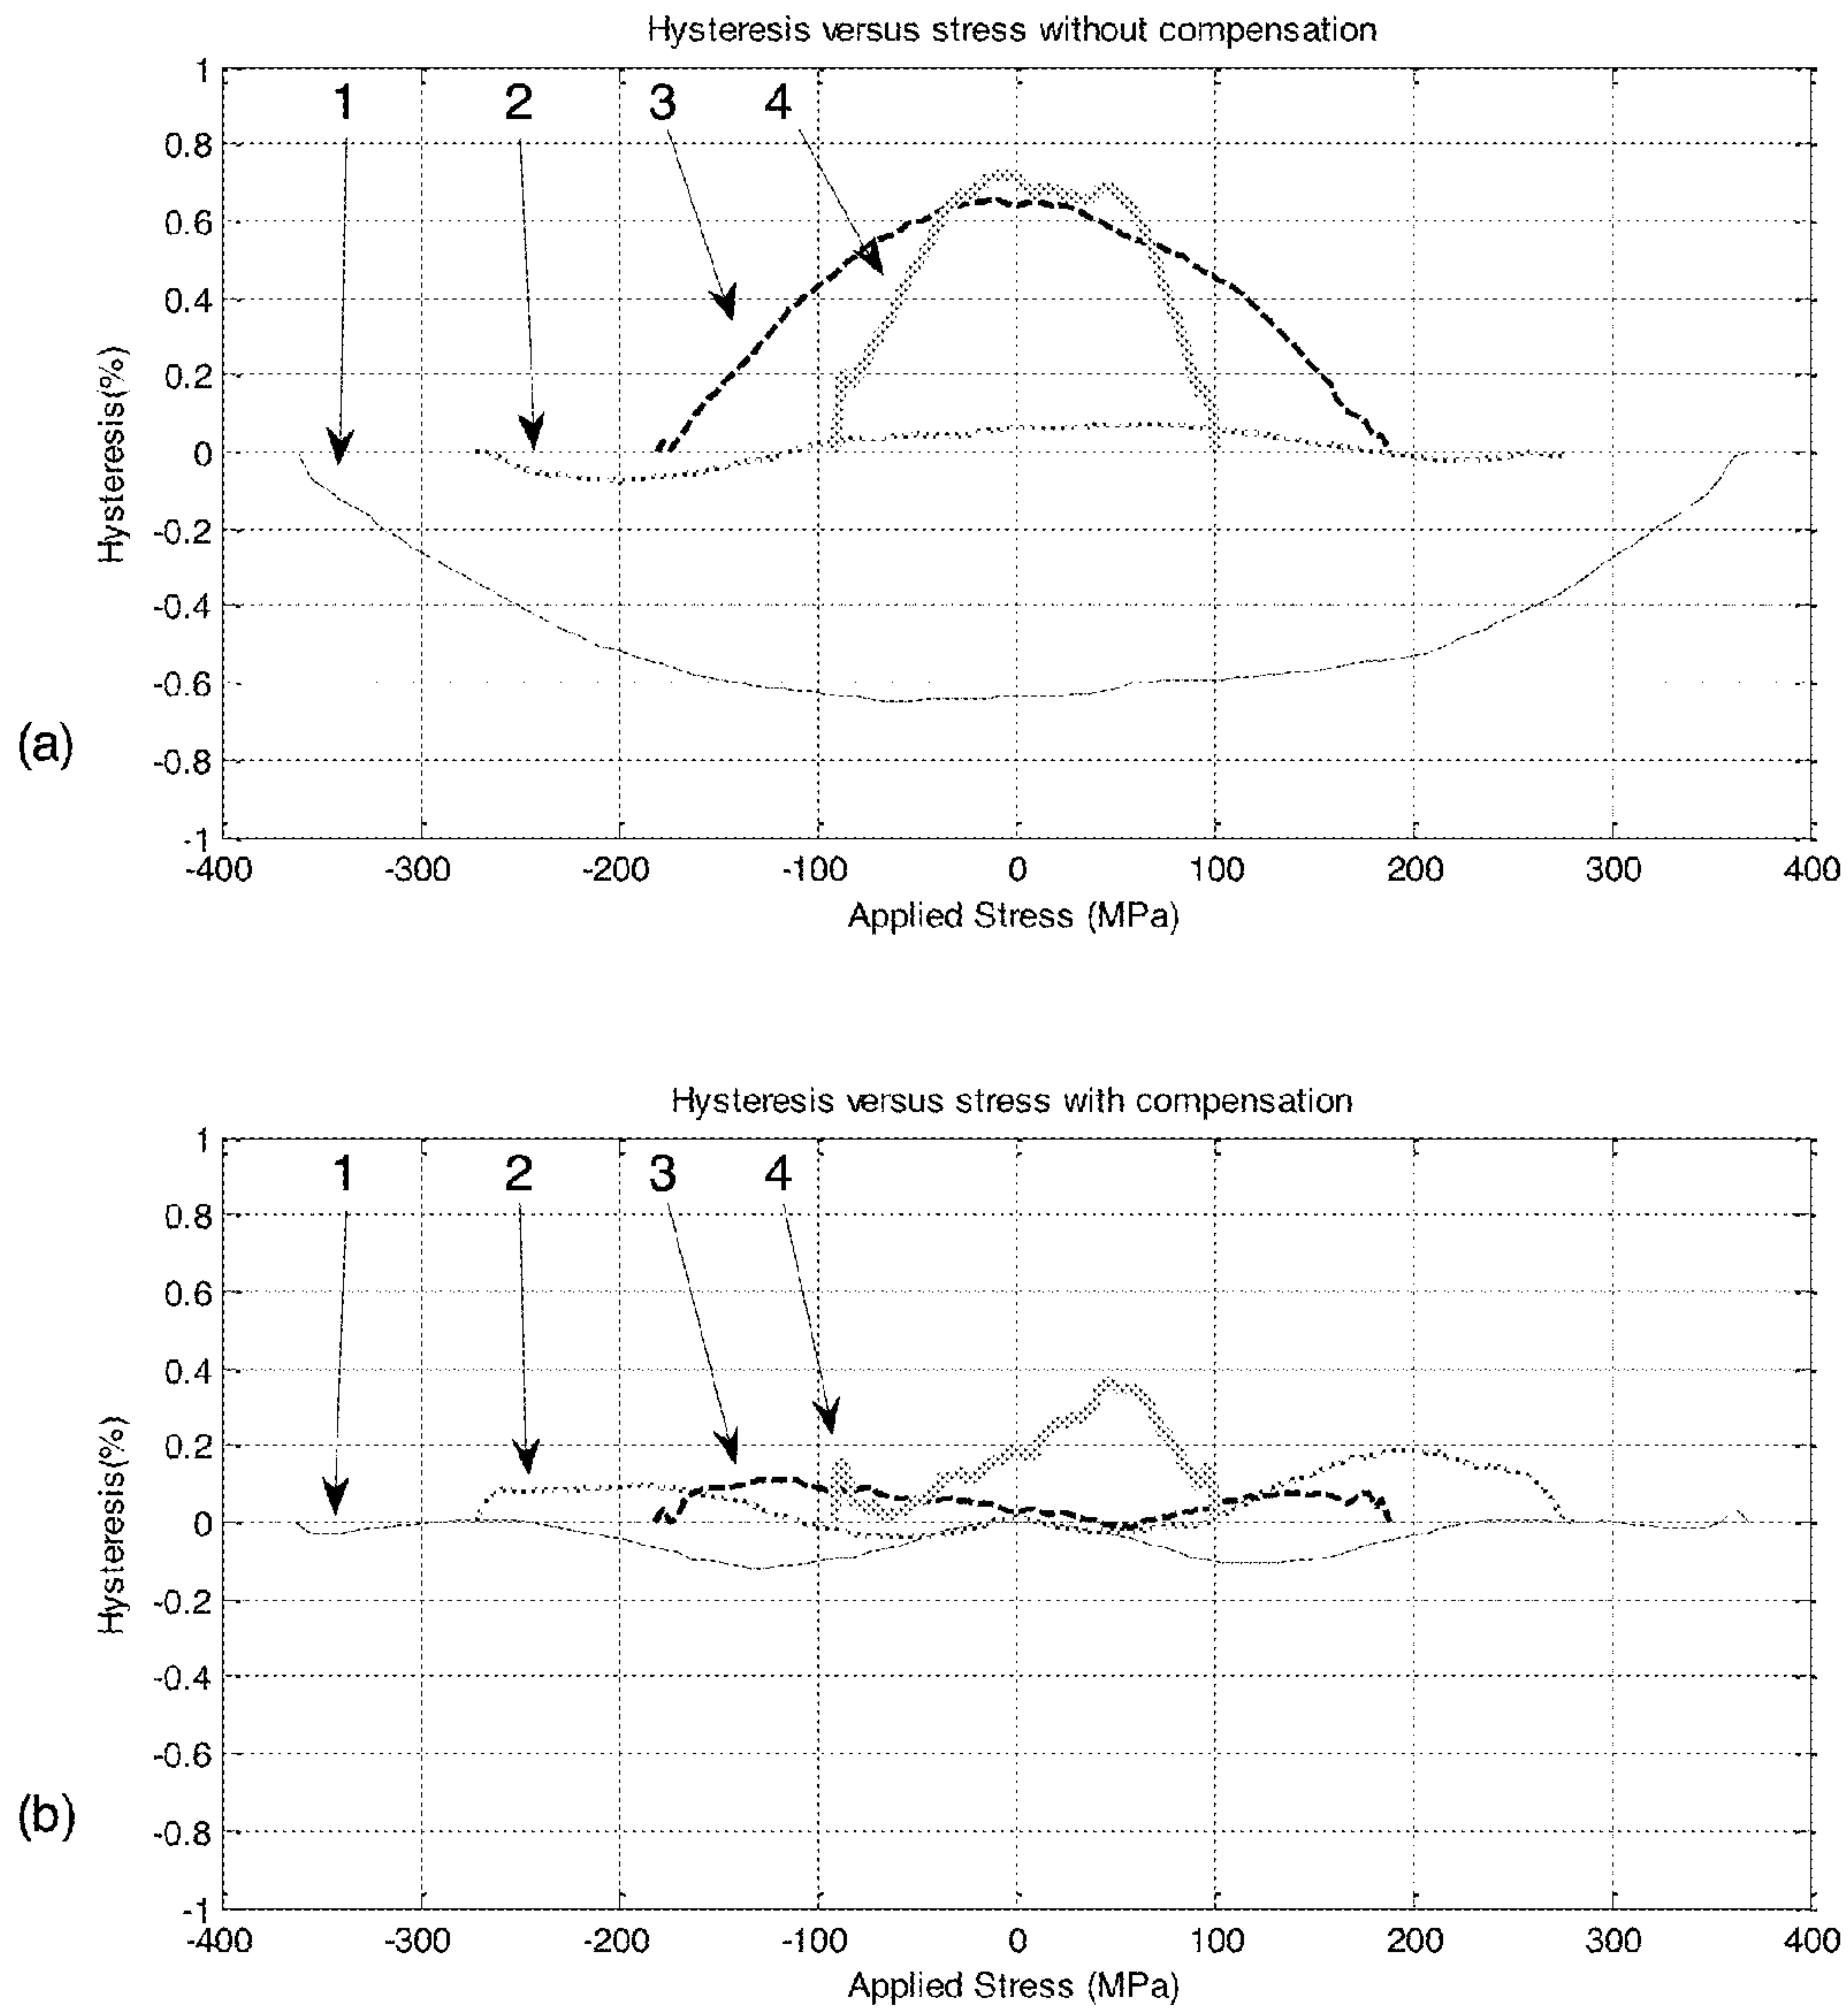 Hysteresis versus stress without compensation
1 2 3 4
1
0.8
0.6
0.4
0.2
0
-0.2
-0.4
-0.6
-0.8
-1
Hysteresis(%)
(a)
-400 -300 -200 -100 0 100 200 300 400
Applied Stress (MPa)
Hysteresis versus stress with compensation
1 2 3 4
1
0.8
0.6
0.4
0.2
0
-0.2
-0.4
-0.6
-0.8
-1
Hysteresis(%)
(b)
-400 -300 -200 -100 0 100 200 300 400
Applied Stress (MPa)